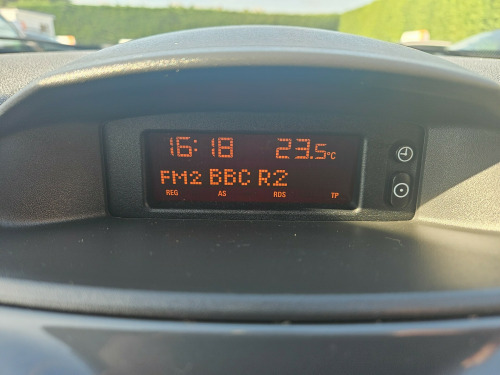 16:18 23.5°C
FM2 BBC R2
REG AS RDS TP